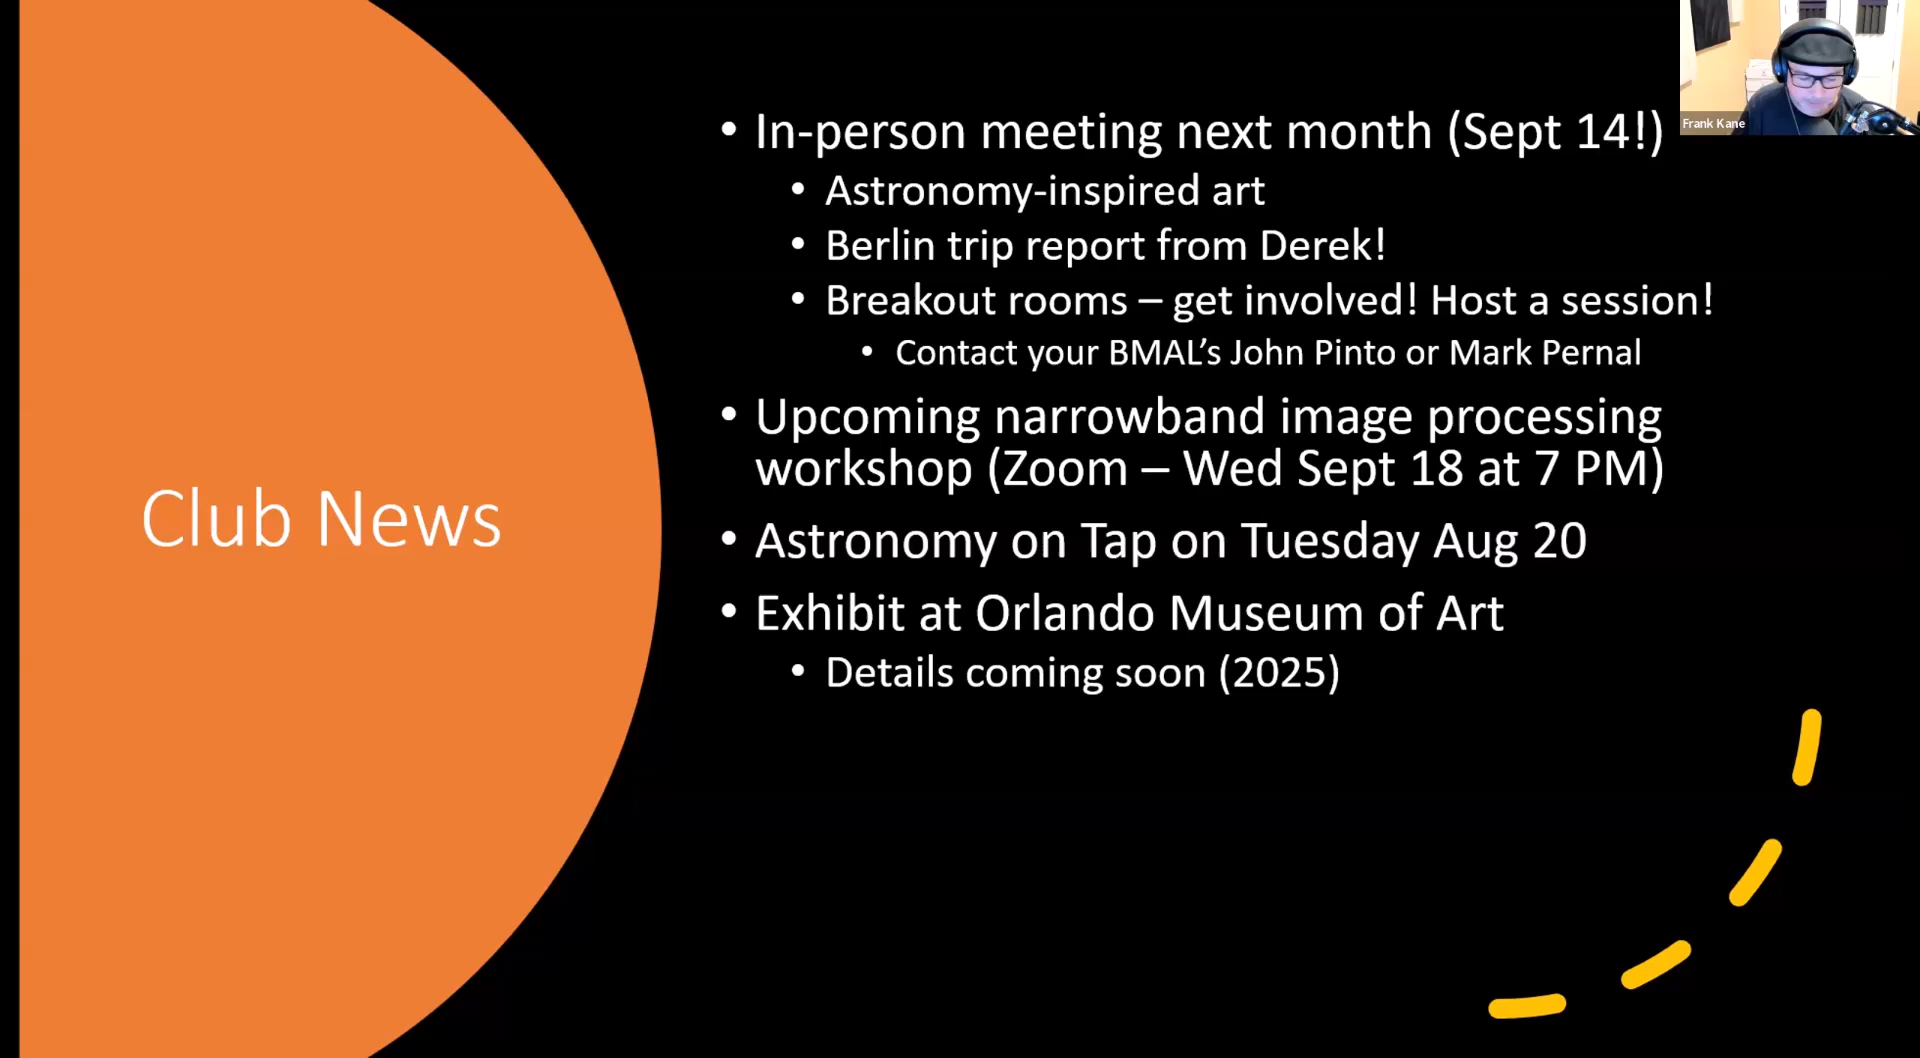 Club News
• In-person meeting next month (Sept 14!)
• Astronomy-inspired art
• Berlin trip report from Derek!
• Breakout rooms – get involved! Host a session!
• Contact your BMAL’s John Pinto or Mark Pernal
• Upcoming narrowband image processing
workshop (Zoom – Wed Sept 18 at 7 PM)
• Astronomy on Tap on Tuesday Aug 20
• Exhibit at Orlando Museum of Art
• Details coming soon (2025)
Frank Kane